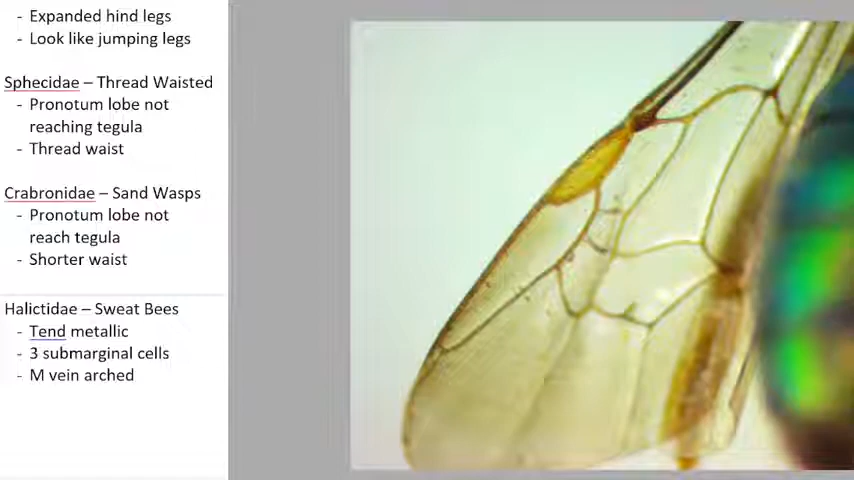 - Expanded hind legs
- Look like jumping legs
Sphecidae – Thread Waisted
- Pronotum lobe not
reaching tegula
- Thread waist
Crabronidae – Sand Wasps
- Pronotum lobe not
reach tegula
- Shorter waist
Halictidae – Sweat Bees
- Tend metallic
- 3 submarginal cells
- M vein arched